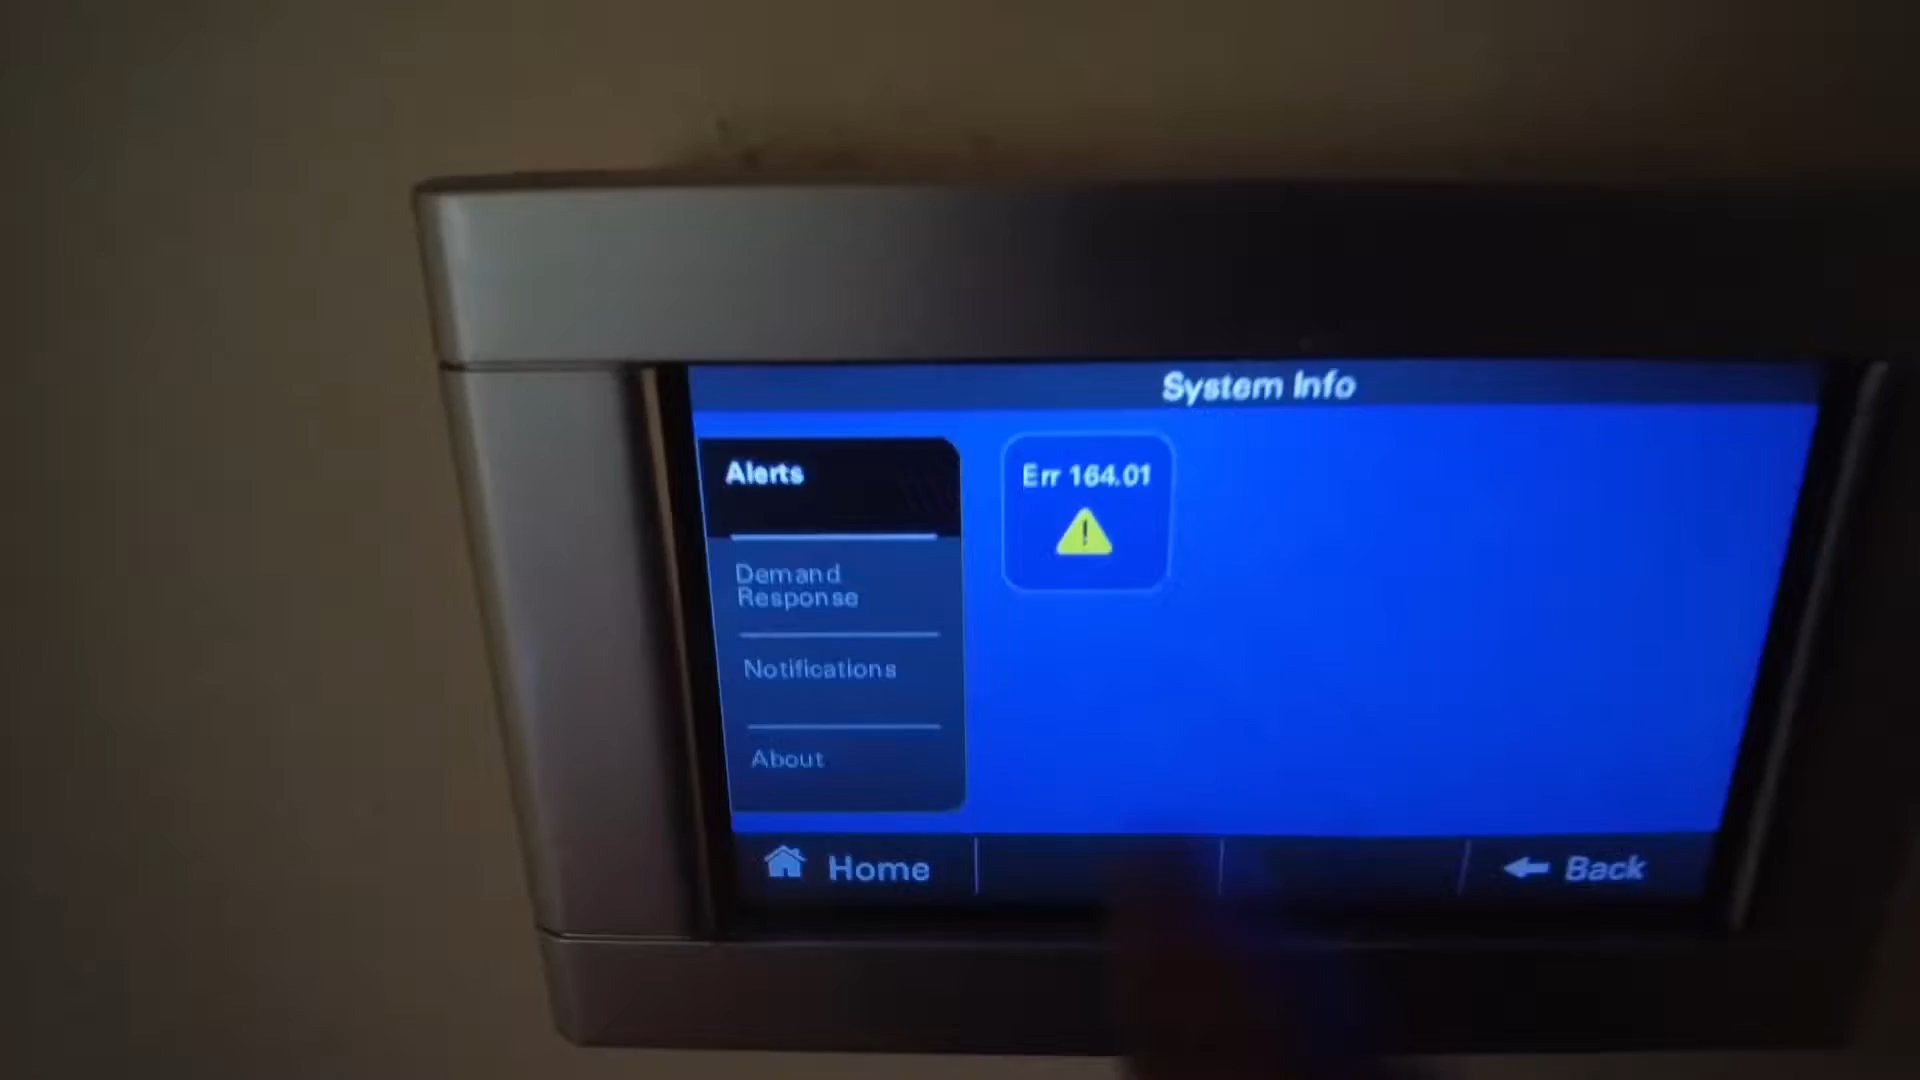 System Info
Alerts
Err 164.01
Demand
Response
Notifications
About
Home
Back